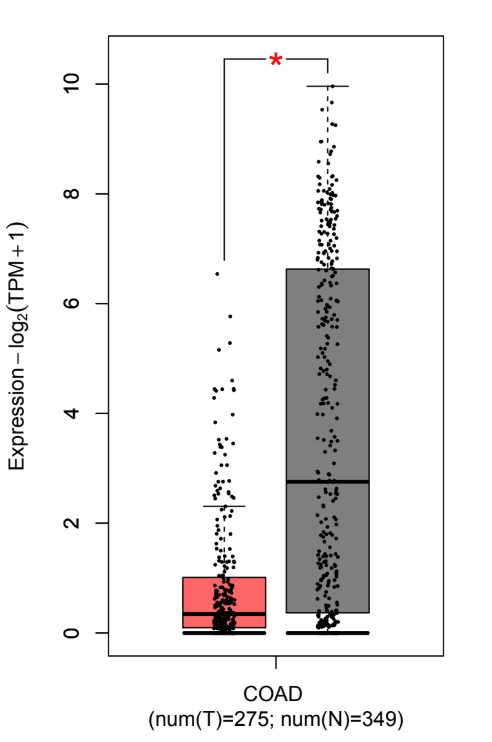 *
10
8
6
4
2
0
Expression – log₂(TPM + 1)
COAD
(num(T)=275; num(N)=349)